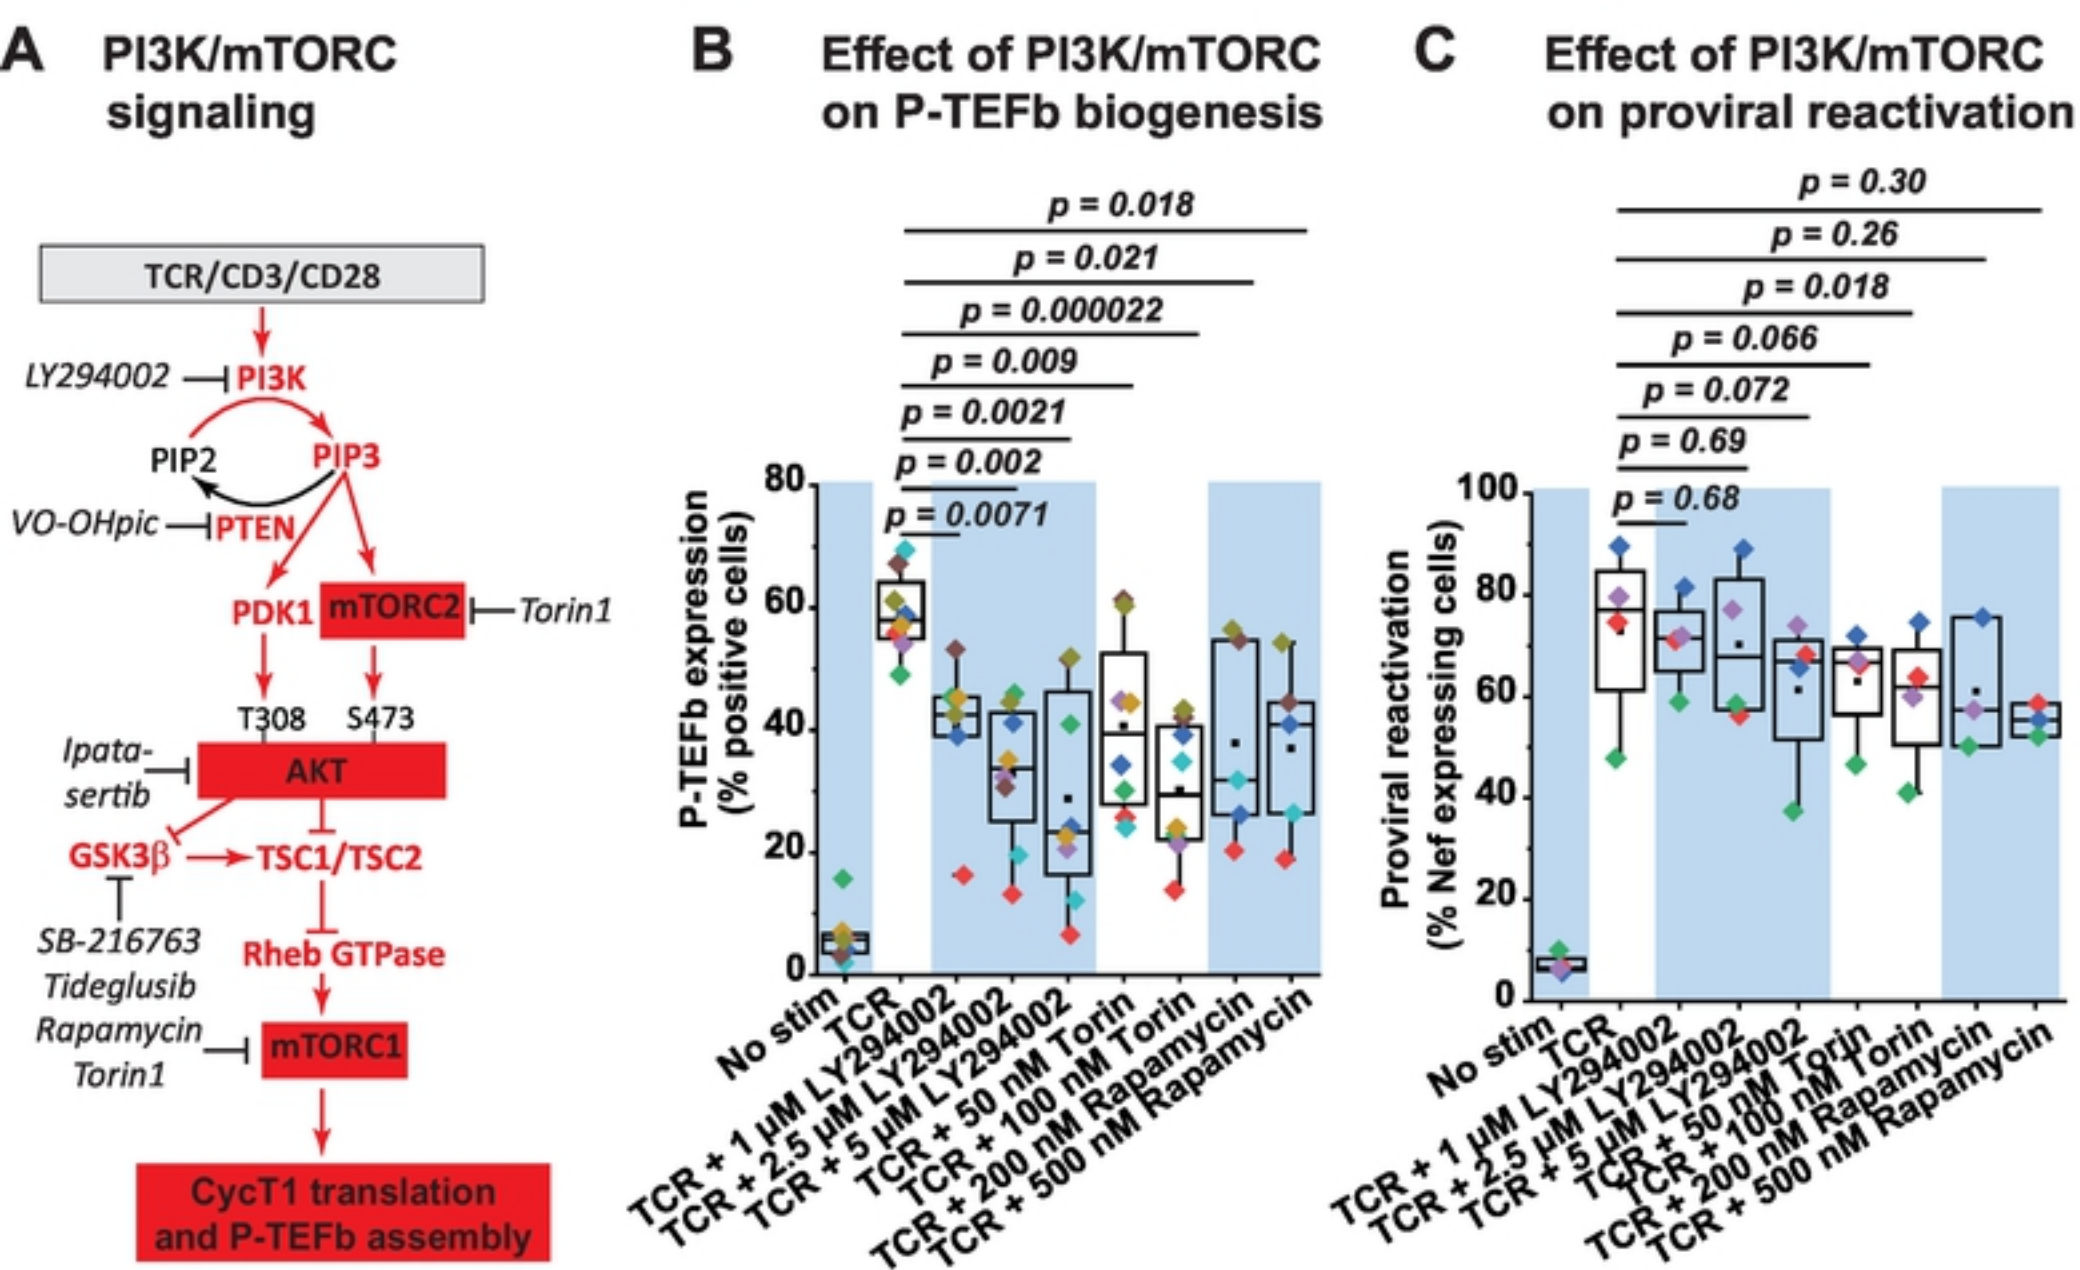 A PI3K/mTORC
signaling
TCR/CD3/CD28
LY294002
PI3K
PIP2
PIP3
VO-OHpic
PTEN
PDK1
mTORC2
Torin1
T308
S473
Ipata-
sertib
AKT
GSK3β
TSC1/TSC2
SB-216763
Tideglusib
Rheb GTPase
Rapamycin
Torin1
mTORC1
CycT1 translation
and P-TEFb assembly
B Effect of PI3K/mTORC
on P-TEFb biogenesis
p = 0.018
p = 0.021
p = 0.000022
p = 0.009
p = 0.0021
p = 0.002
p = 0.0071
P-TEFb expression
(% positive cells)
80
60
40
20
0
No stim
TCR
TCR + 1 µM LY294002
TCR + 2.5 µM LY294002
TCR + 5 µM LY294002
TCR + 50 nM Torin
TCR + 100 nM Torin
TCR + 200 nM Rapamycin
TCR + 500 nM Rapamycin
C Effect of PI3K/mTORC
on proviral reactivation
p = 0.30
p = 0.26
p = 0.018
p = 0.066
p = 0.072
p = 0.69
p = 0.68
Proviral reactivation
(% Nef expressing cells)
100
80
60
40
20
0
No stim
TCR
TCR + 1 µM LY294002
TCR + 2.5 µM LY294002
TCR + 5 µM LY294002
TCR + 50 nM Torin
TCR + 100 nM Torin
TCR + 200 nM Rapamycin
TCR + 500 nM Rapamycin